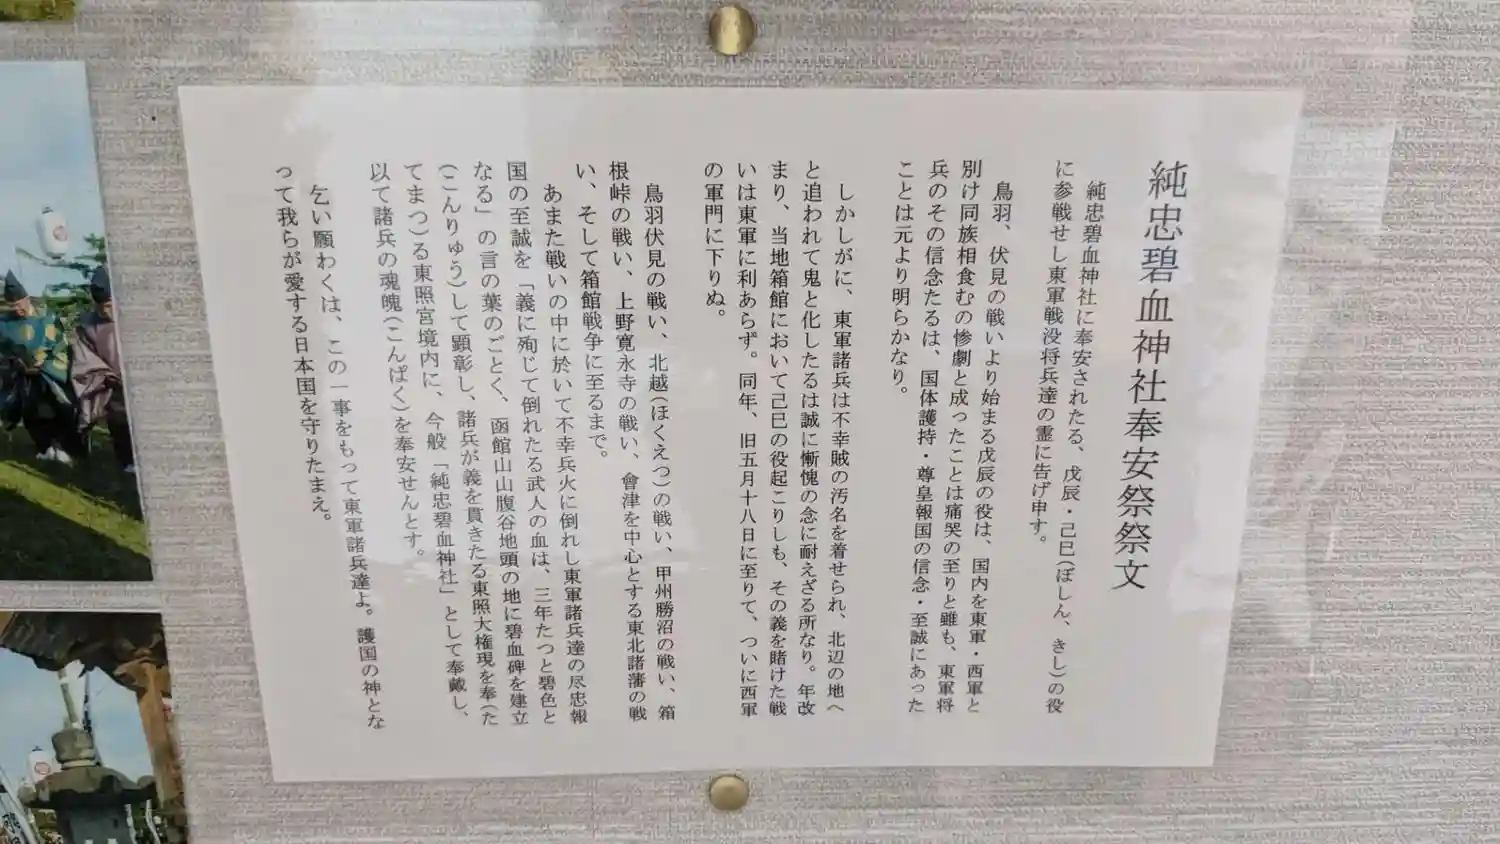 純忠碧血神社奉安祭祭文
純忠碧血神社に奉安されたる、戊辰・己巳(ぼしん、きし)の役
に参戦せし東軍戦没将兵達の霊に告げ申す。
鳥羽、伏見の戦いより始まる戊辰の役は、国内を東軍・西軍と
別け同族相食むの惨劇と成ったことは痛哭の至りと雖も、東軍将
兵のその信念たるは、国体護持・尊皇報国の信念・至誠にあった
ことは元より明らかなり。
しかしがに、東軍諸兵は不幸賊の汚名を着せられ、北辺の地へ
と追われて鬼と化したるは誠に慚愧の念に耐えざる所なり。年改
まり、当地箱館において己巳の役起こりしも、その義を賭けた戦
いは東軍に利あらず。同年、旧五月十八日に至りて、ついに西軍
の軍門に下りぬ。
鳥羽伏見の戦い、北越(ほくえつ)の戦い、甲州勝沼の戦い、箱
根峠の戦い、上野寛永寺の戦い、會津を中心とする東北諸藩の戦
い、そして箱館戦争に至るまで。
あまた戦いの中に於いて不幸兵火に倒れし東軍諸兵達の尽忠報
国の至誠を「義に殉じて倒れたる武人の血は、三年たつと碧色と
なる」の言の葉のごとく、函館山山腹谷地頭の地に碧血碑を建立
(こんりゅう)して顕彰し、諸兵が義を貫きたる東照大権現を奉(た
てまつ)る東照宮境内に、今般「純忠碧血神社」として奉戴し、
以て諸兵の魂魄(こんぱく)を奉安せんとす。
乞い願わくは、この一事をもって東軍諸兵達よ。護国の神とな
って我らが愛する日本国を守りたまえ。